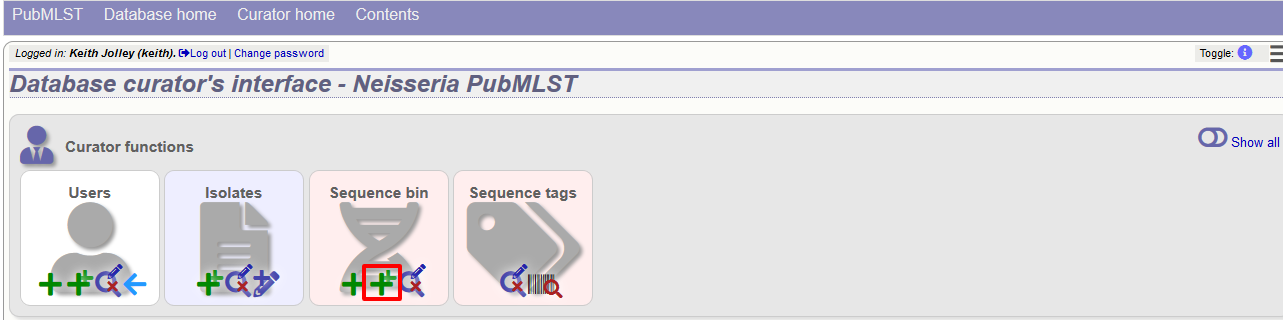 PubMLST Database home Curator home Contents
Logged in: Keith Jolley (keith). Log out | Change password Toggle:
Database curator's interface - Neisseria PubMLST
Curator functions Show all
Users Isolates Sequence bin Sequence tags